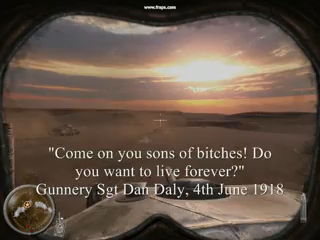 www.fraps.com
"Come on you sons of bitches! Do
you want to live forever?"
Gunnery Sgt Dan Daly, 4th June 1918